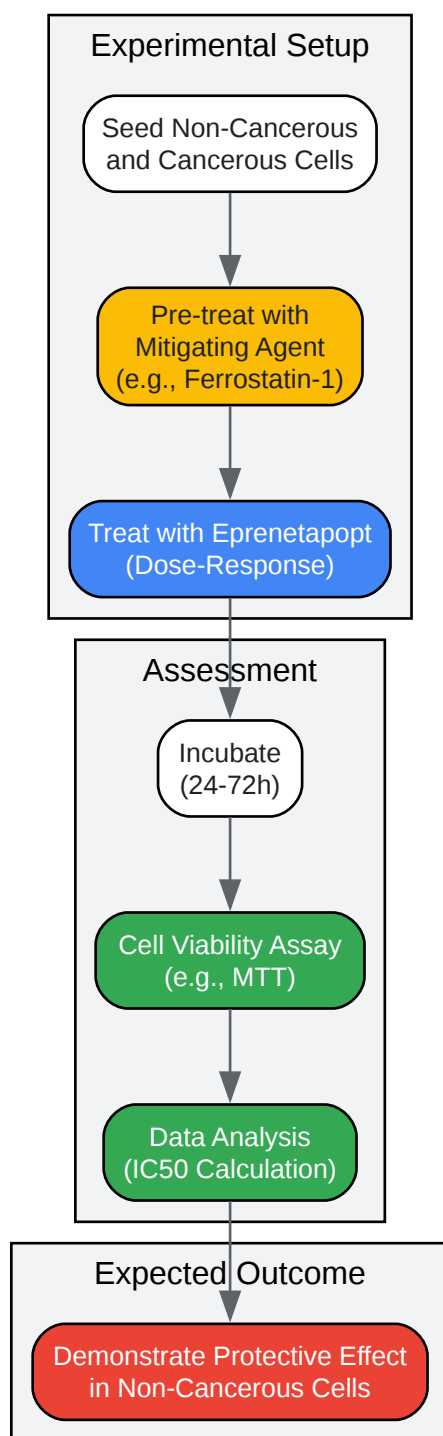 Experimental Setup
Seed Non-Cancerous
and Cancerous Cells
Pre-treat with
Mitigating Agent
(e.g., Ferrostatin-1)
Treat with Eprenetapopt
(Dose-Response)
Assessment
Incubate
(24-72h)
Cell Viability Assay
(e.g., MTT)
Data Analysis
(IC50 Calculation)
Expected Outcome
Demonstrate Protective Effect
in Non-Cancerous Cells